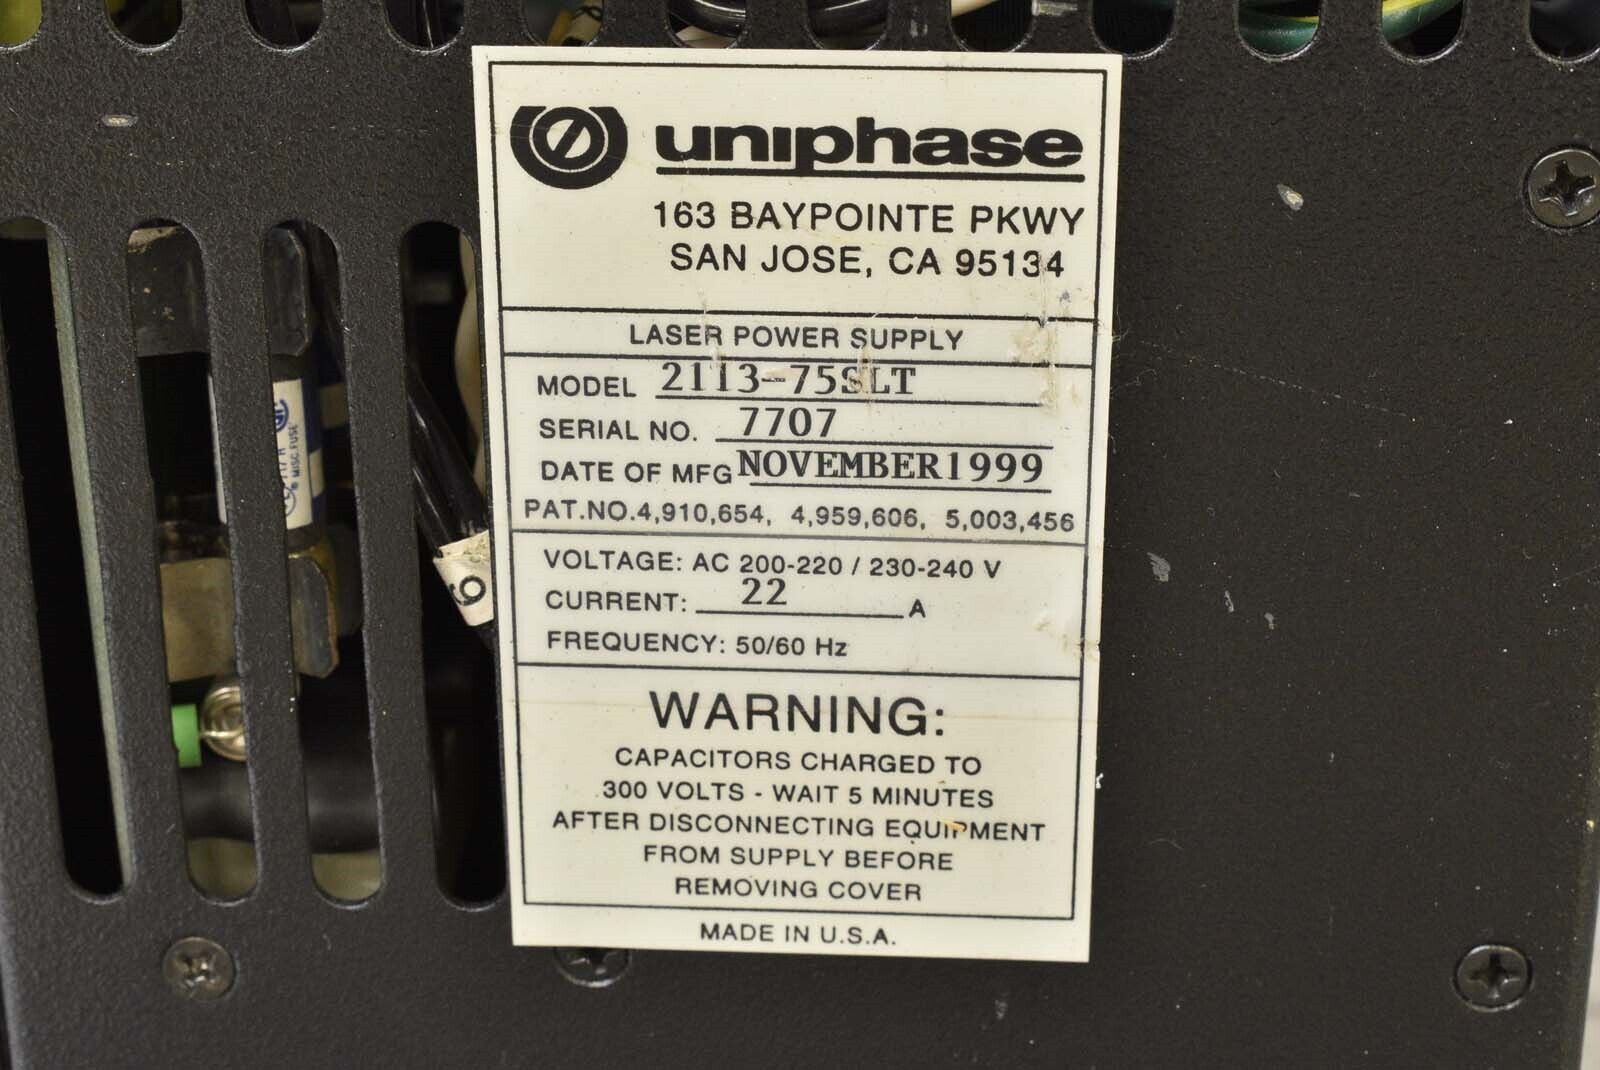 uniphase
163 BAYPOINTE PKWY
SAN JOSE, CA 95134
LASER POWER SUPPLY
MODEL 2113-75SLT
SERIAL NO. 7707
DATE OF MFG NOVEMBER1999
PAT.NO.4,910,654, 4,959,606, 5,003,456
VOLTAGE: AC 200-220 / 230-240 V
CURRENT: 22 A
FREQUENCY: 50/60 Hz
WARNING:
CAPACITORS CHARGED TO
300 VOLTS - WAIT 5 MINUTES
AFTER DISCONNECTING EQUIPMENT
FROM SUPPLY BEFORE
REMOVING COVER
MADE IN U.S.A.
MISC. FUSE